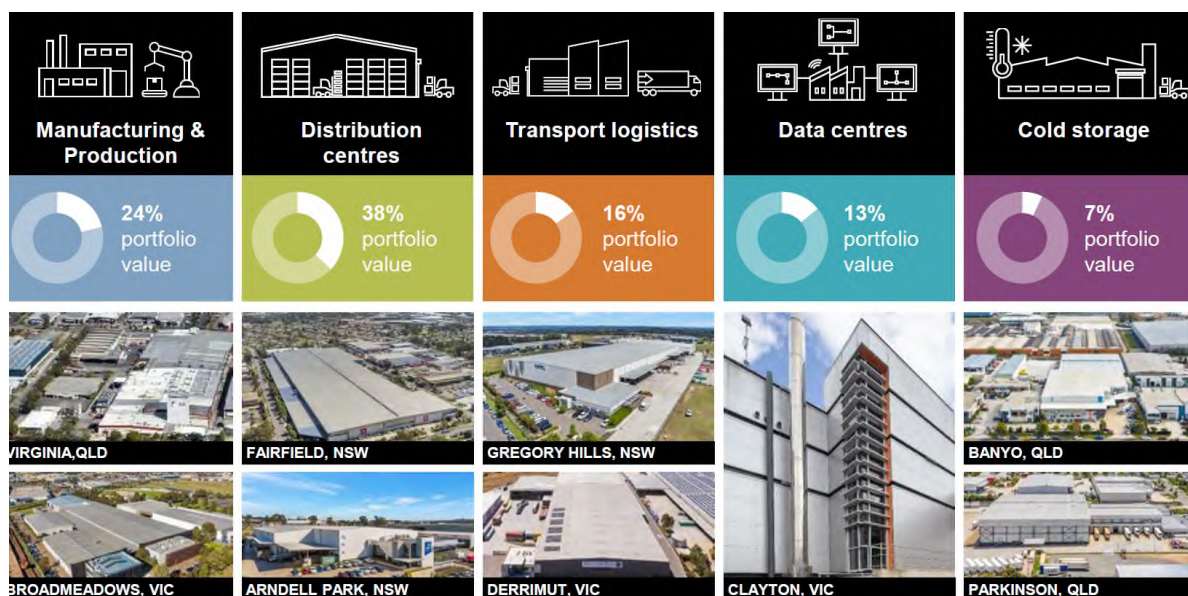 Manufacturing &
Production
Distribution
centres
Transport logistics
Data centres
Cold storage
24%
portfolio
value
38%
portfolio
value
16%
portfolio
value
13%
portfolio
value
7%
portfolio
value
VIRGINIA,QLD
FAIRFIELD, NSW
GREGORY HILLS, NSW
BANYO, QLD
BROADMEADOWS, VIC
ARNDELL PARK, NSW
DERRIMUT, VIC
CLAYTON, VIC
PARKINSON, QLD